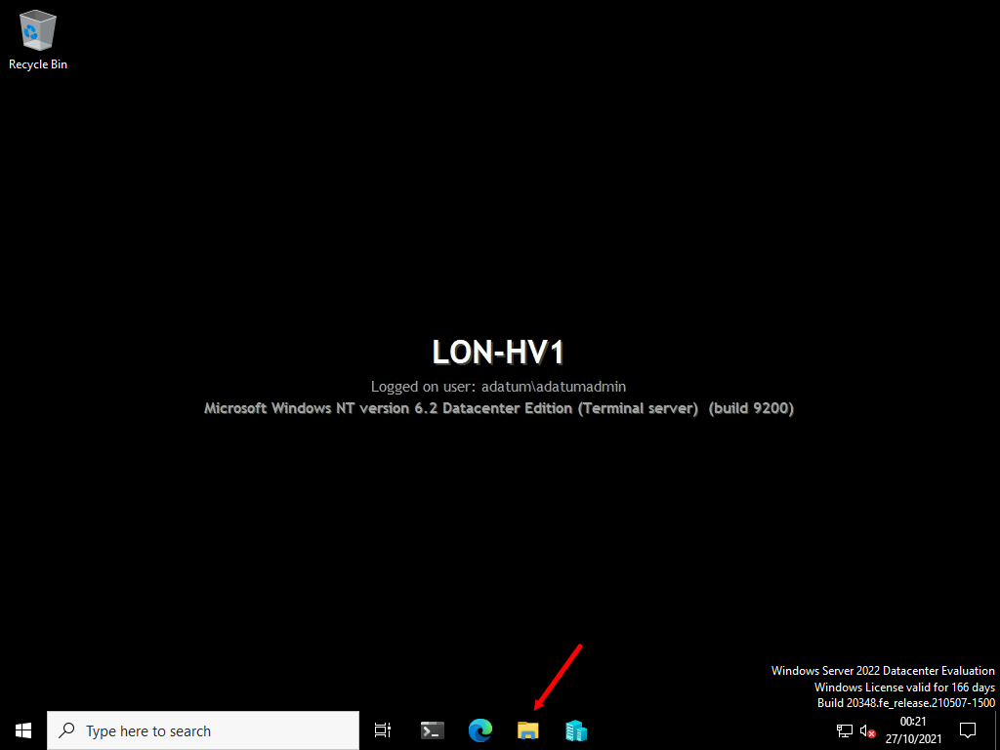 Recycle Bin
LON-HV1
Logged on user: adatum\adatumadmin
Microsoft Windows NT version 6.2 Datacenter Edition (Terminal server)  (build 9200)
Windows Server 2022 Datacenter Evaluation
Windows License valid for 166 days
Build 20348.fe_release.210507-1500
Type here to search
00:21
27/10/2021